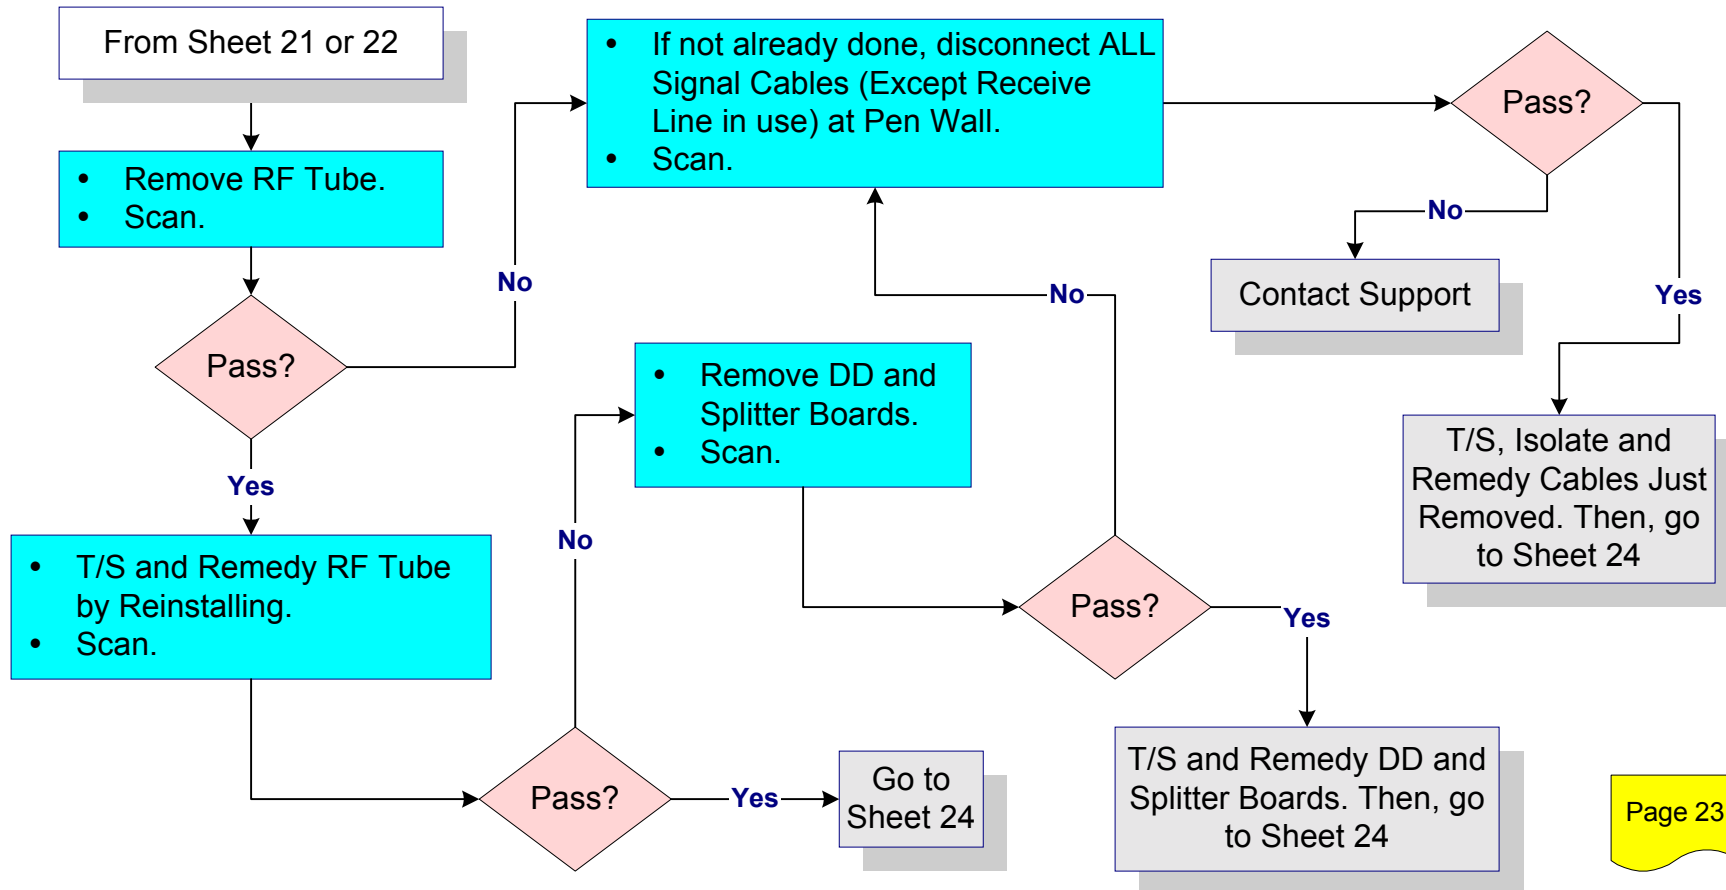 From Sheet 21 or 22
• Remove RF Tube.
• Scan.
Pass?
No
Yes
• If not already done, disconnect ALL
Signal Cables (Except Receive
Line in use) at Pen Wall.
• Scan.
Pass?
No
Contact Support
Yes
T/S, Isolate and
Remedy Cables Just
Removed. Then, go
to Sheet 24
• T/S and Remedy RF Tube
by Reinstalling.
• Scan.
Pass?
No
Yes
Go to
Sheet 24
• Remove DD and
Splitter Boards.
• Scan.
Pass?
No
Yes
T/S and Remedy DD and
Splitter Boards. Then, go
to Sheet 24
Page 23